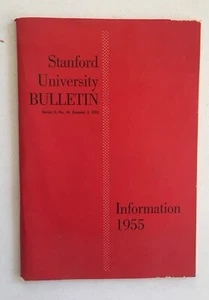 Stanford
University
BULLETIN
Information
1955